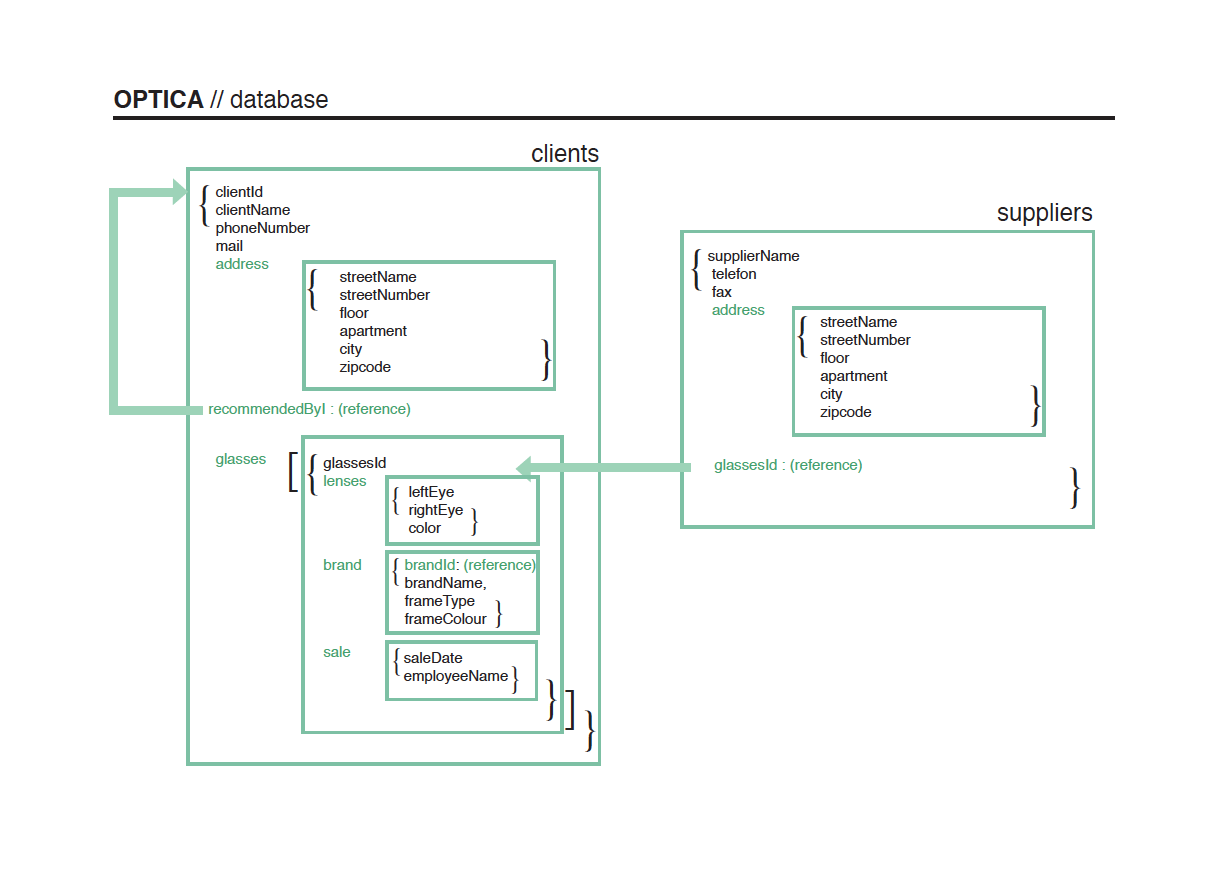 OPTICA // database
clients
{ clientId
clientName
phoneNumber
mail
address
{ streetName
streetNumber
floor
apartment
city
zipcode }
recommendedByI : (reference)
glasses [ { glassesId
lenses
{ leftEye
rightEye
color }
brand
{ brandId: (reference)
brandName,
frameType
frameColour }
sale
{ saleDate
employeeName }
} ]
}
suppliers
{ supplierName
telefon
fax
address
{ streetName
streetNumber
floor
apartment
city
zipcode }
glassesId : (reference)
}